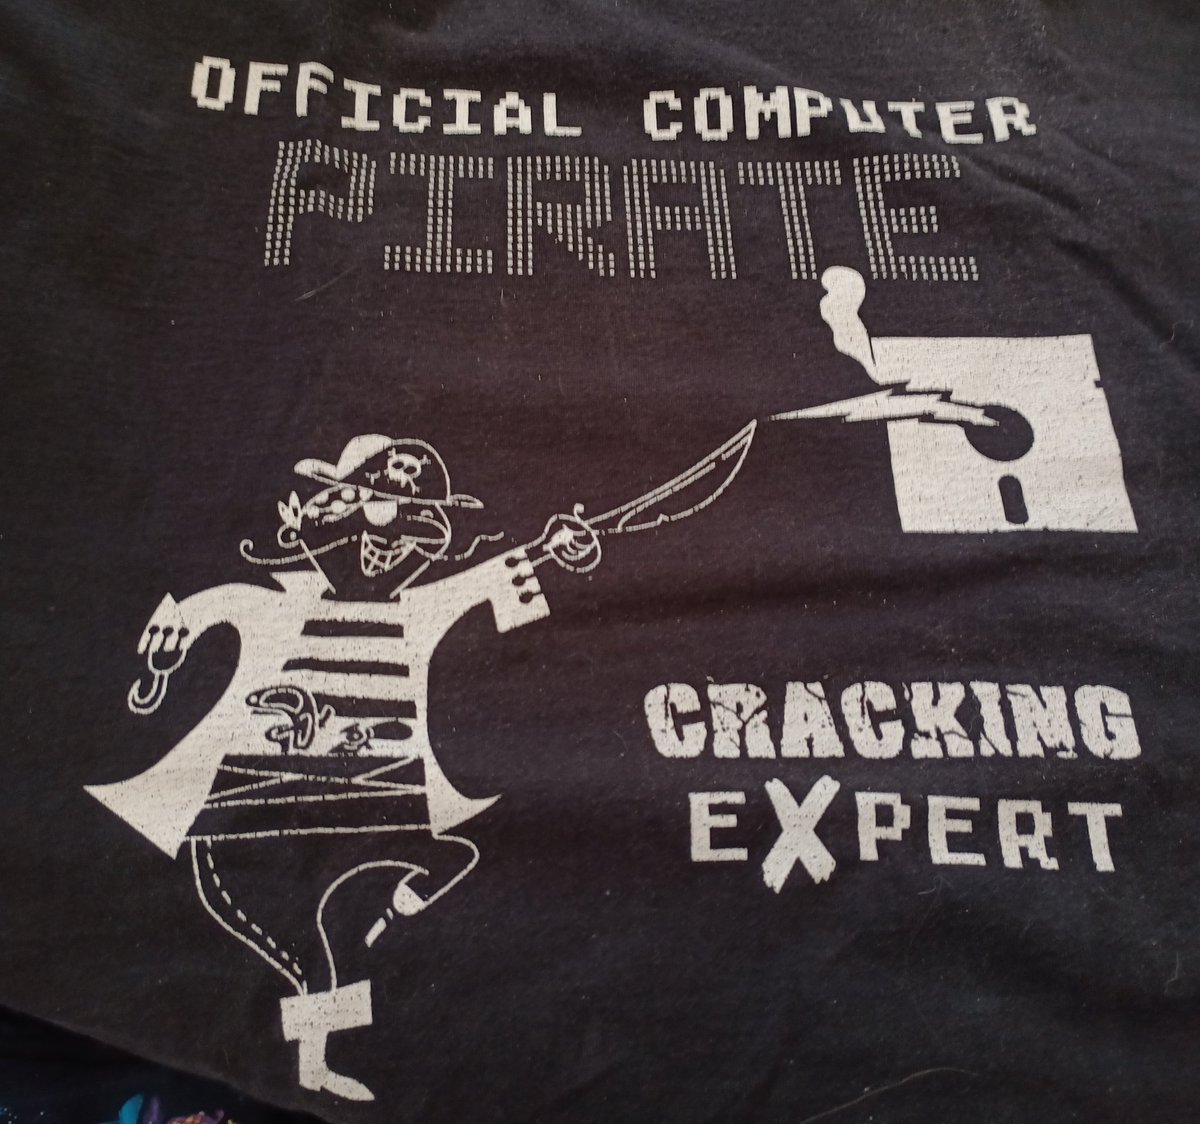 OFFICIAL COMPUTER
PIRATE
CRACKING
EXPERT